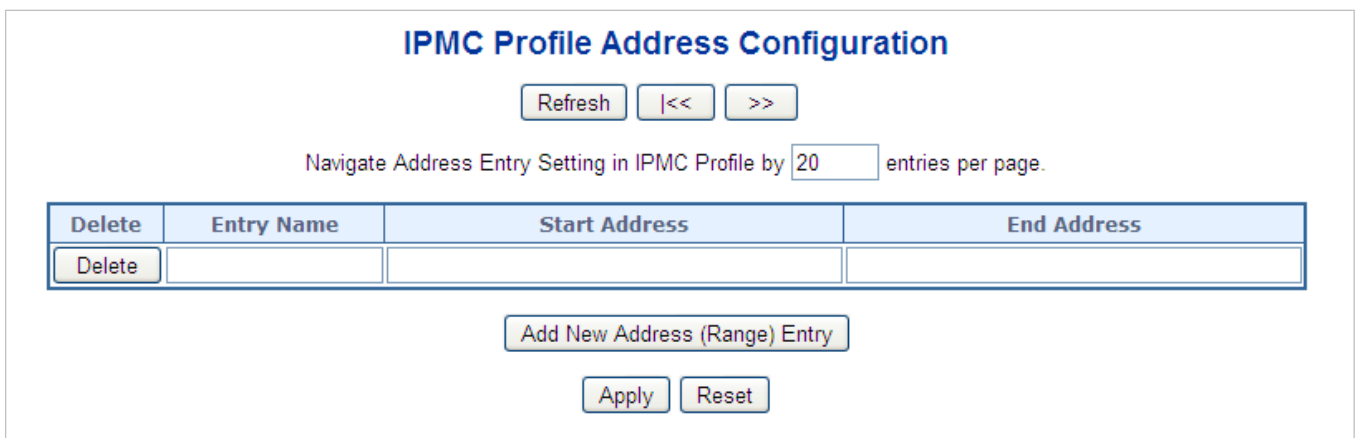 IPMC Profile Address Configuration
Refresh |<< >>
Navigate Address Entry Setting in IPMC Profile by 20 entries per page.
Delete Entry Name Start Address End Address
Delete
Add New Address (Range) Entry
Apply Reset